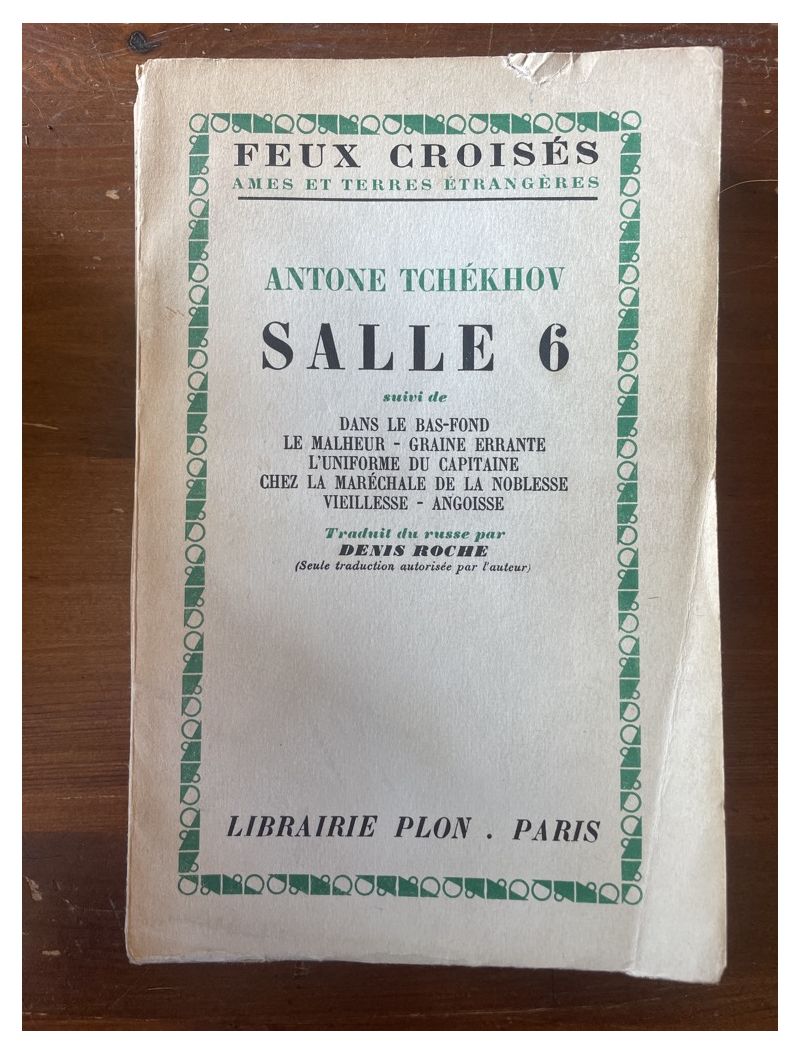 FEUX CROISÉS
AMES ET TERRES ÉTRANGÈRES
ANTONE TCHÉKHOV
SALLE 6
suivi de
DANS LE BAS-FOND
LE MALHEUR - GRAINE ERRANTE
L'UNIFORME DU CAPITAINE
CHEZ LA MARÉCHALE DE LA NOBLESSE
VIEILLESSE - ANGOISSE
Traduit du russe par
DENIS ROCHE
(Seule traduction autorisée par l'auteur)
LIBRAIRIE PLON . PARIS